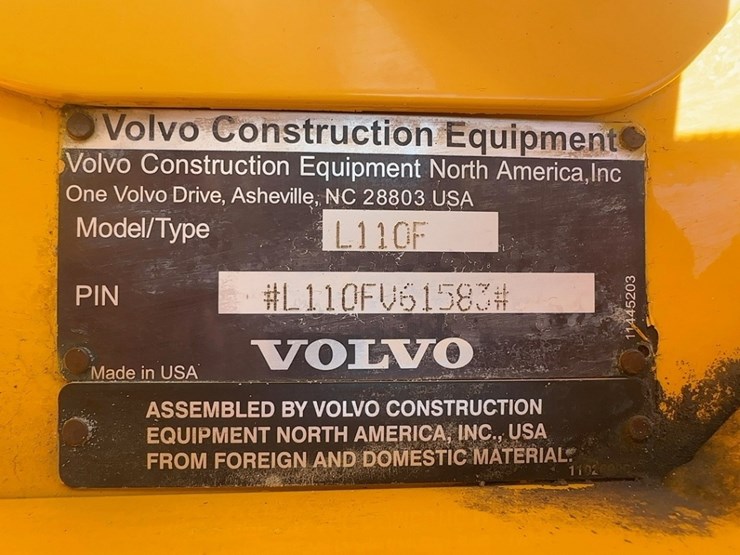 Volvo Construction Equipment
Volvo Construction Equipment North America,Inc
One Volvo Drive, Asheville, NC 28803 USA
Model/Type L110F
PIN #L110FV61583#
11445203
VOLVO
Made in USA
ASSEMBLED BY VOLVO CONSTRUCTION
EQUIPMENT NORTH AMERICA, INC., USA
FROM FOREIGN AND DOMESTIC MATERIAL.